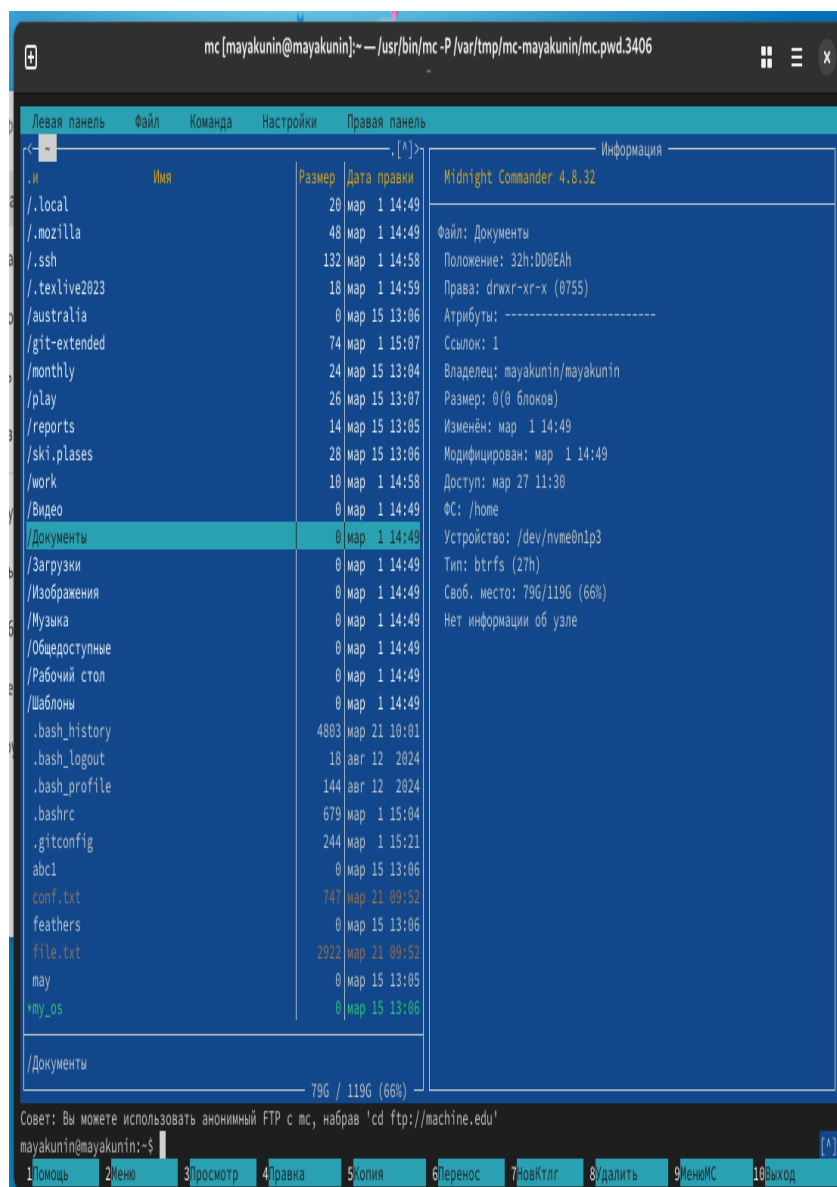 mc [mayakunin@mayakunin]:~ — /usr/bin/mc -P /var/tmp/mc-mayakunin/mc.pwd.3406
~
Левая панель Файл Команда Настройки Правая панель
<- ~ .[^]>
.и Имя Размер Дата правки
/.local 20 мар 1 14:49
/.mozilla 48 мар 1 14:49
/.ssh 132 мар 1 14:58
/.texlive2023 18 мар 1 14:59
/australia 0 мар 15 13:06
/git-extended 74 мар 1 15:07
/monthly 24 мар 15 13:04
/play 26 мар 15 13:07
/reports 14 мар 15 13:05
/ski.plases 28 мар 15 13:06
/work 10 мар 1 14:58
/Видео 0 мар 1 14:49
/Документы 0 мар 1 14:49
/Загрузки 0 мар 1 14:49
/Изображения 0 мар 1 14:49
/Музыка 0 мар 1 14:49
/Общедоступные 0 мар 1 14:49
/Рабочий стол 0 мар 1 14:49
/Шаблоны 0 мар 1 14:49
.bash_history 4803 мар 21 10:01
.bash_logout 18 авг 12 2024
.bash_profile 144 авг 12 2024
.bashrc 679 мар 1 15:04
.gitconfig 244 мар 1 15:21
abc1 0 мар 15 13:06
conf.txt 747 мар 21 09:52
feathers 0 мар 15 13:06
file.txt 2922 мар 21 09:52
may 0 мар 15 13:05
*my_os 0 мар 15 13:06
/Документы
79G / 119G (66%)
Информация
Midnight Commander 4.8.32
Файл: Документы
Положение: 32h:DD0EAh
Права: drwxr-xr-x (0755)
Атрибуты: -------------------------
Ссылок: 1
Владелец: mayakunin/mayakunin
Размер: 0(0 блоков)
Изменён: мар 1 14:49
Модифицирован: мар 1 14:49
Доступ: мар 27 11:30
ФС: /home
Устройство: /dev/nvme0n1p3
Тип: btrfs (27h)
Своб. место: 79G/119G (66%)
Нет информации об узле
Совет: Вы можете использовать анонимный FTP с mc, набрав 'cd ftp://machine.edu'
mayakunin@mayakunin:~$ [^]
1Помощь 2Меню 3Просмотр 4Правка 5Копия 6Перенос 7НовКтлг 8Удалить 9МенюMC 10Выход